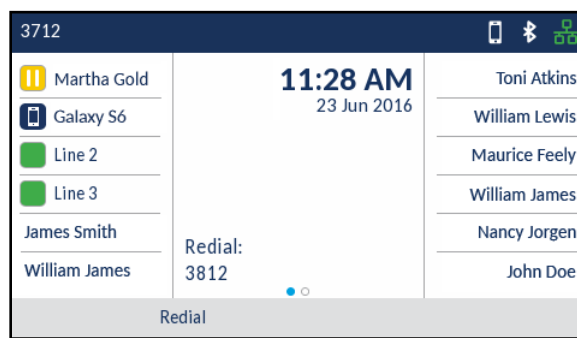 3712
Martha Gold
Galaxy S6
Line 2
Line 3
James Smith
William James
11:28 AM
23 Jun 2016
Redial:
3812
Toni Atkins
William Lewis
Maurice Feely
William James
Nancy Jorgen
John Doe
Redial